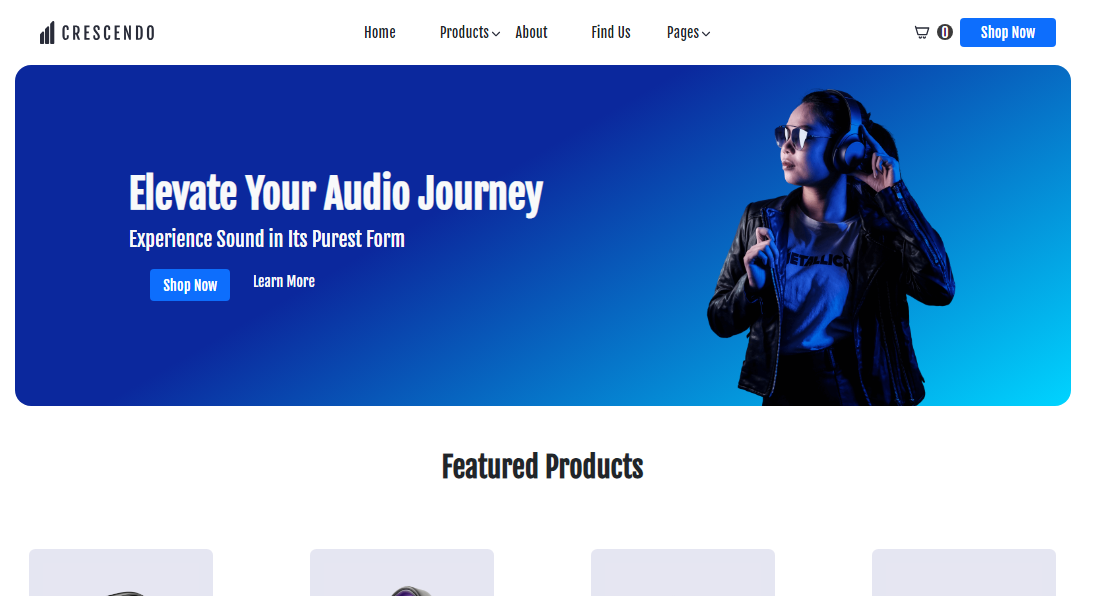 CRESCENDO
Home Products About Find Us Pages
0 Shop Now
Elevate Your Audio Journey
Experience Sound in Its Purest Form
Shop Now Learn More
METALLICA
Featured Products